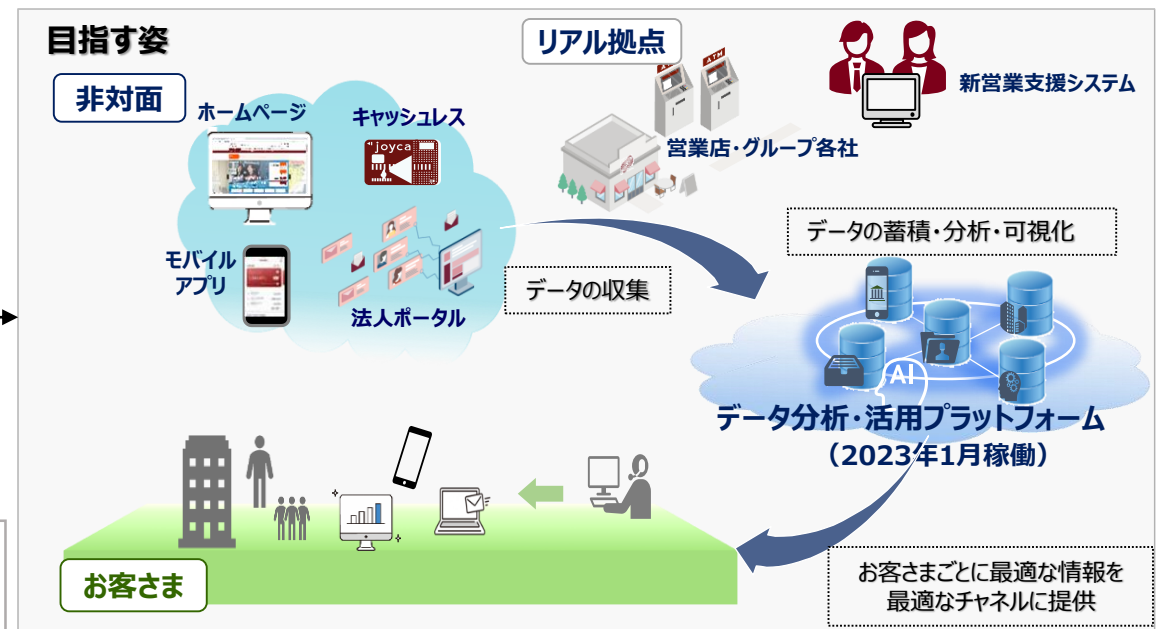 目指す姿
リアル拠点
非対面
ホームページ
キャッシュレス
joyca
ATM
新営業支援システム
営業店・グループ各社
モバイル
アプリ
法人ポータル
データの収集
データの蓄積・分析・可視化
AI
データ分析・活用プラットフォーム
（2023年1月稼働）
お客さま
お客さまごとに最適な情報を
最適なチャネルに提供